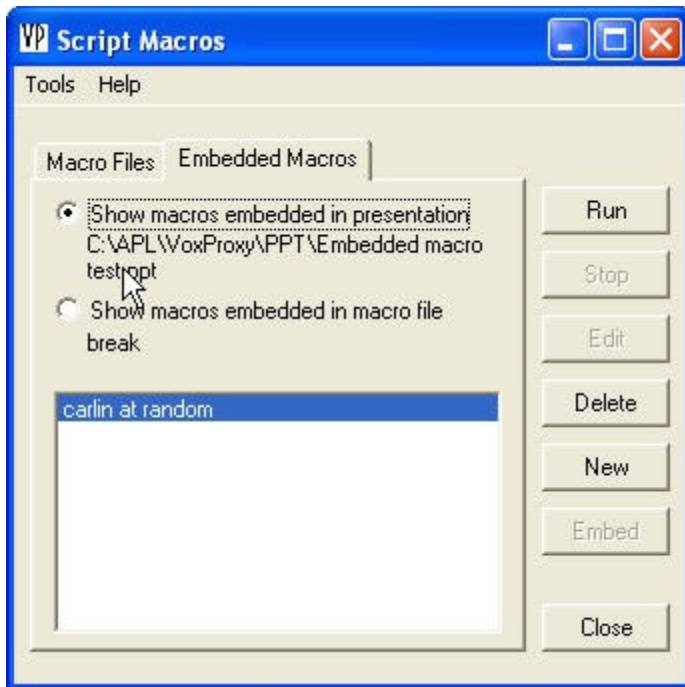 VP Script Macros
Tools Help
Macro Files Embedded Macros
Show macros embedded in presentation
C:\APL\VoxProxy\PPT\Embedded macro
test.ppt
Show macros embedded in macro file
break
carlin at random
Run
Stop
Edit
Delete
New
Embed
Close